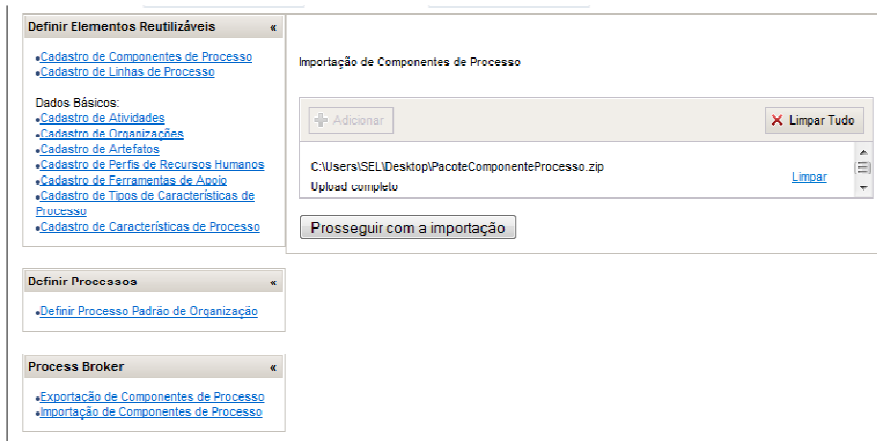 Definir Elementos Reutilizáveis «
•Cadastro de Componentes de Processo
•Cadastro de Linhas de Processo
Dados Básicos:
•Cadastro de Atividades
•Cadastro de Organizações
•Cadastro de Artefatos
•Cadastro de Perfis de Recursos Humanos
•Cadastro de Ferramentas de Apoio
•Cadastro de Tipos de Características de
Processo
•Cadastro de Características de Processo
Definir Processos «
•Definir Processo Padrão de Organização
Process Broker «
•Exportação de Componentes de Processo
•Importação de Componentes de Processo
Importação de Componentes de Processo
Adicionar
Limpar Tudo
C:\Users\SEL\Desktop\PacoteComponenteProcesso.zip
Upload completo
Limpar
Prosseguir com a importação